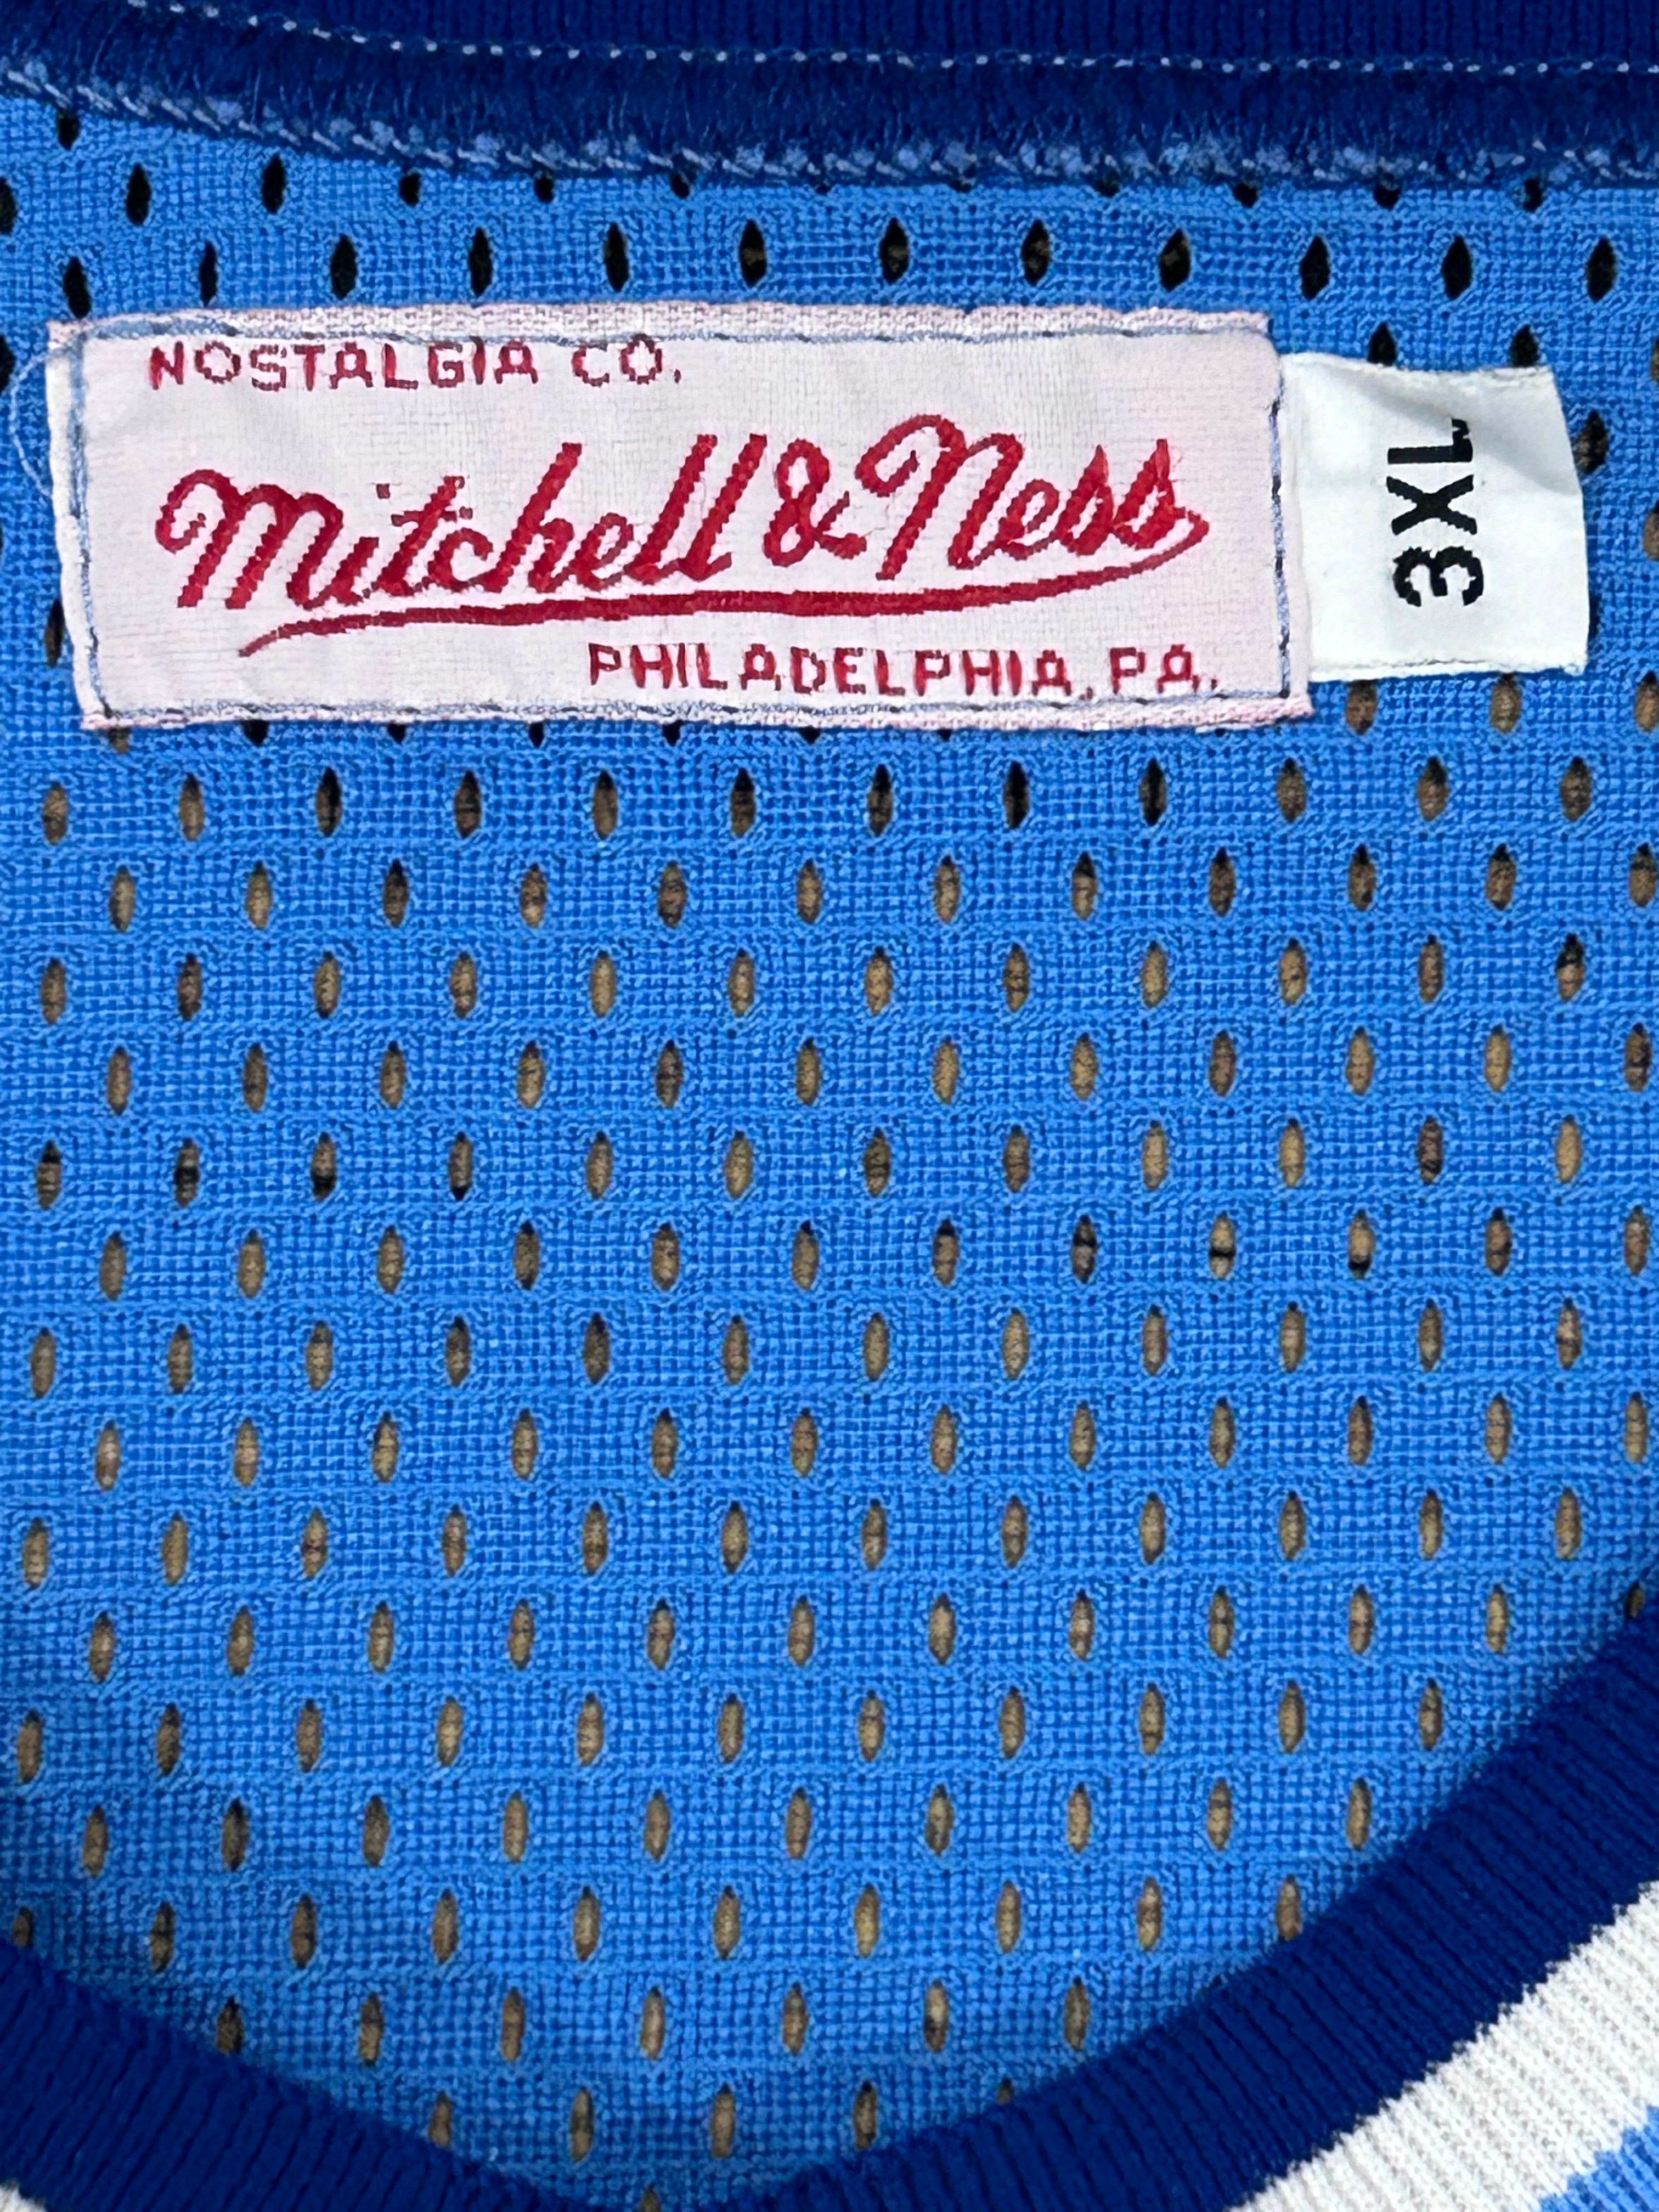 NOSTALGIA CO.
Mitchell & Ness
PHILADELPHIA, PA.
3XL